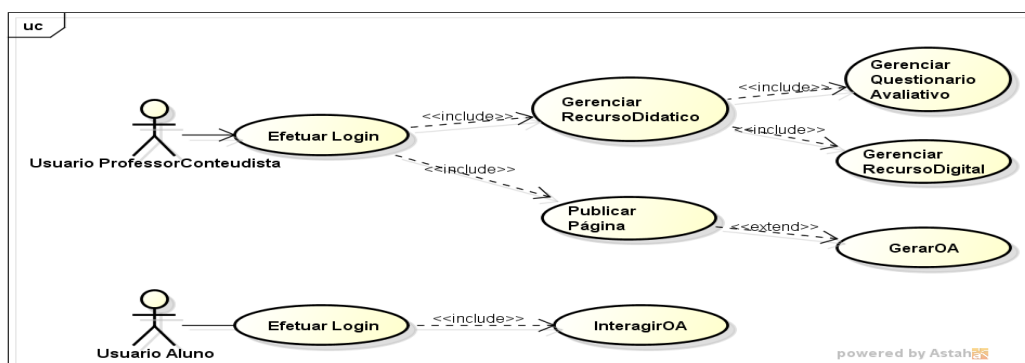 uc
Gerenciar
Questionario
Avaliativo
<<include>>
Gerenciar
RecursoDidatico
<<include>>
Efetuar Login
<<include>>
Gerenciar
RecursoDigital
Usuario ProfessorConteudista
<<include>>
Publicar
Página
<<extend>>
GerarOA
Efetuar Login
<<include>>
InteragirOA
Usuario Aluno
powered by Astah